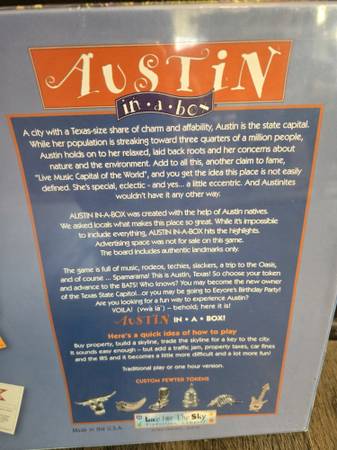 AUSTiN
in•a•box
A city with a Texas-size share of charm and affability, Austin is the state capital.
While her population is streaking toward three quarters of a million people,
Austin holds on to her relaxed, laid back roots and her concerns about
nature and the environment. Add to all this, another claim to fame,
"Live Music Capital of the World", and you get the idea this place is not easily
defined. She's special, eclectic - and yes... a little eccentric. And Austinites
wouldn't have it any other way.
AUSTIN IN-A-BOX was created with the help of Austin natives.
We asked locals what makes this place so great. While it's impossible
to include everything, AUSTIN IN-A-BOX has the highlights.
Advertising space was not for sale on this game.
The board includes authentic landmarks only.
The game is full of music, rodeos, techies, slackers, a trip to the Oasis,
and of course ... Spamarama! This is Austin, Texas! So choose your token
and advance to the BATS! Who knows? You may become the new owner
of the Texas State Capitol...or you may be going to Eeyore's Birthday Party!
Are you looking for a fun way to experience Austin?
VOILA! (vwä lä') – behold; here it is!
AUSTiN IN • A • BOX!
Here's a quick idea of how to play
Buy property, build a skyline, trade the skyline for a key to the city.
It sounds easy enough – but add a traffic jam, property taxes, car fines
and the IRS and it becomes a little more difficult and a lot more fun!
Traditional play or one hour version.
CUSTOM PEWTER TOKENS
Late For The Sky
Made in the U.S.A.